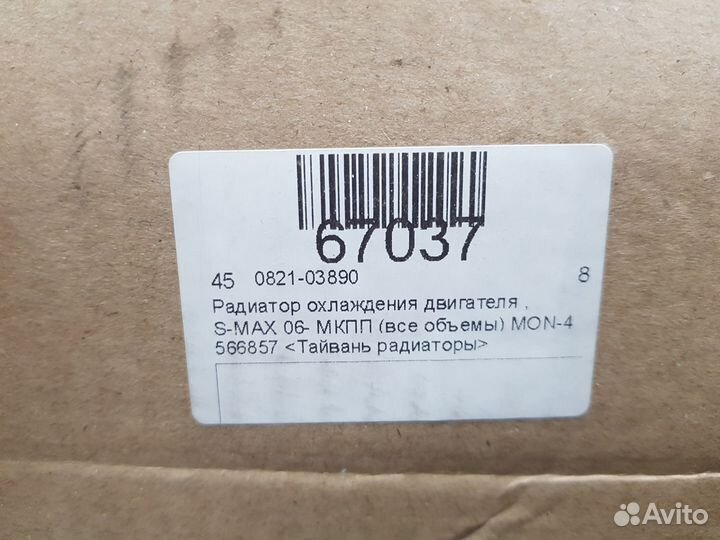 67037
45 0821-03890 8
Радиатор охлаждения двигателя ,
S-MAX 06- МКПП (все объемы) MON-4
566857 <Тайвань радиаторы>
Avito